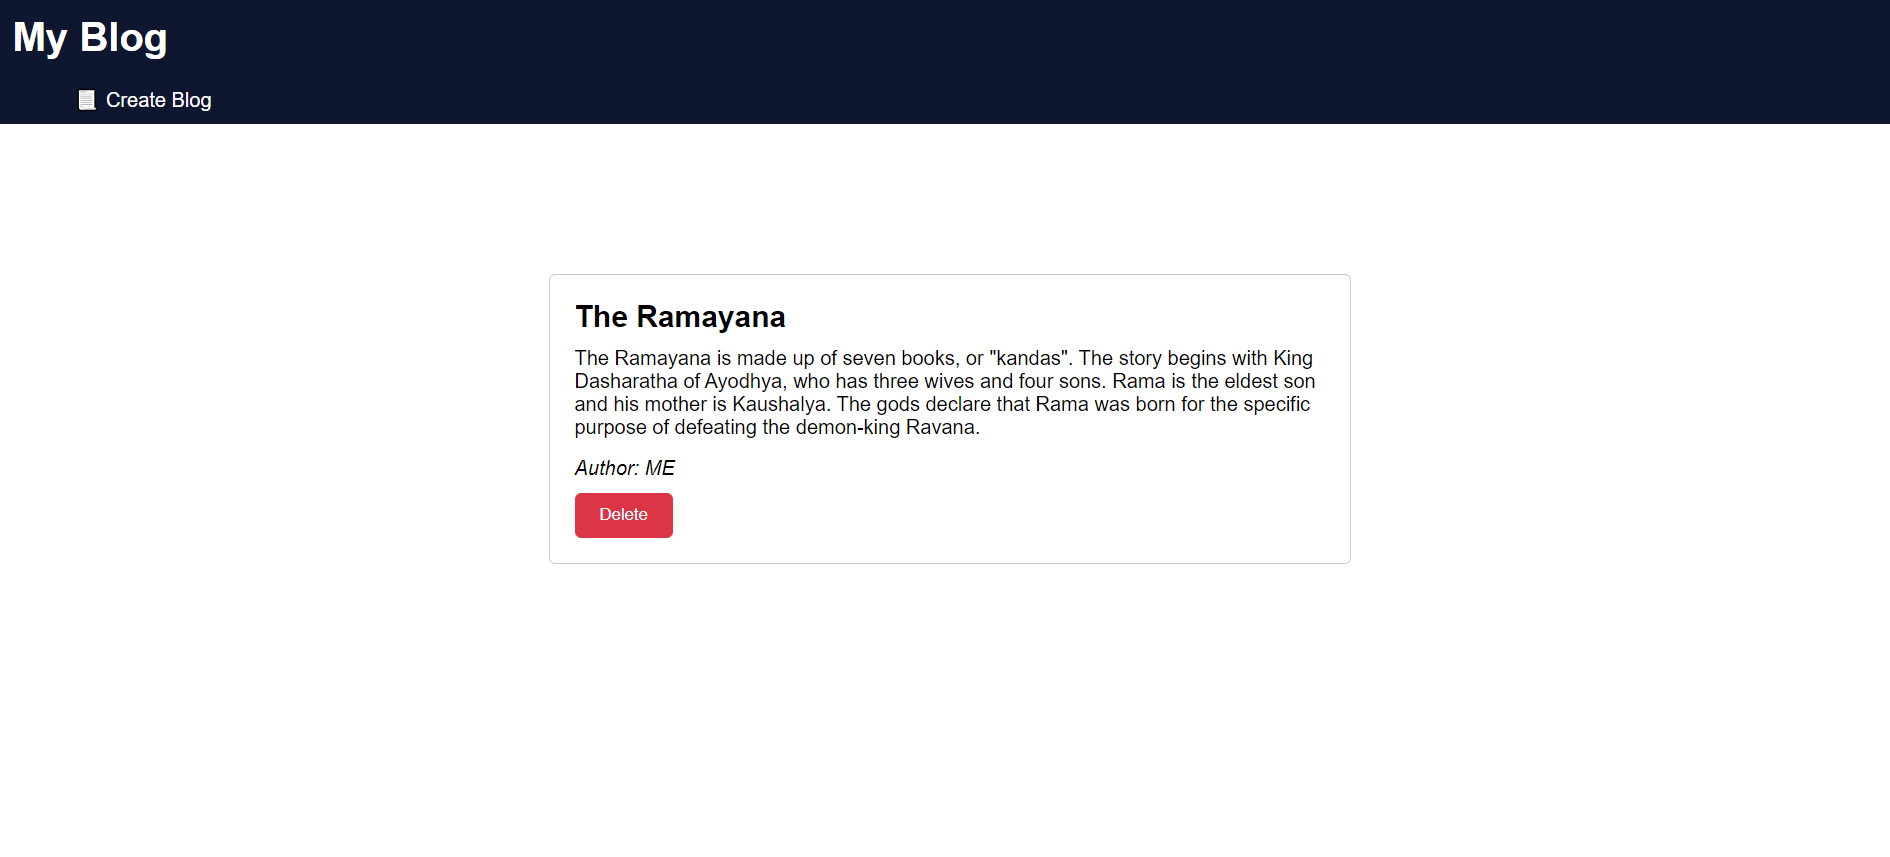 My Blog
Create Blog
The Ramayana
The Ramayana is made up of seven books, or "kandas". The story begins with King
Dasharatha of Ayodhya, who has three wives and four sons. Rama is the eldest son
and his mother is Kaushalya. The gods declare that Rama was born for the specific
purpose of defeating the demon-king Ravana.
Author: ME
Delete